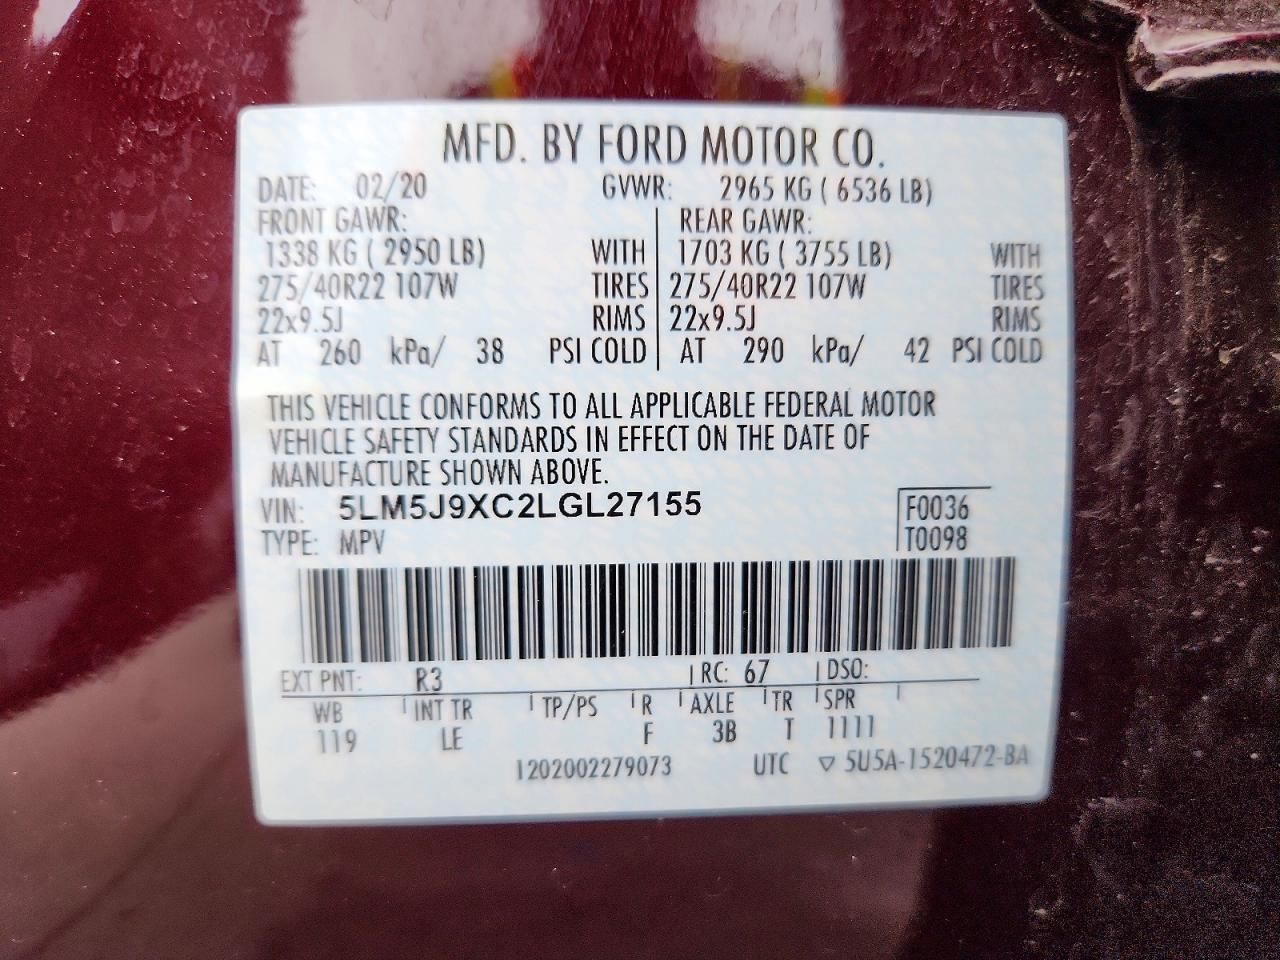 MFD. BY FORD MOTOR CO.
DATE: 02/20 GVWR: 2965 KG ( 6536 LB)
FRONT GAWR: REAR GAWR:
1338 KG ( 2950 LB) WITH 1703 KG ( 3755 LB) WITH
275/40R22 107W TIRES 275/40R22 107W TIRES
22x9.5J RIMS 22x9.5J RIMS
AT 260 kPa/ 38 PSI COLD AT 290 kPa/ 42 PSI COLD
THIS VEHICLE CONFORMS TO ALL APPLICABLE FEDERAL MOTOR
VEHICLE SAFETY STANDARDS IN EFFECT ON THE DATE OF
MANUFACTURE SHOWN ABOVE.
VIN: 5LM5J9XC2LGL27155 F0036
TYPE: MPV T0098
EXT PNT: R3 RC: 67 DSO:
WB INT TR TP/PS R AXLE TR SPR
119 LE F 3B T 1111
1202002279073 UTC ▽ 5U5A-1520472-BA